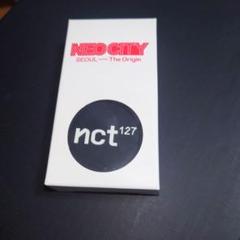 NEO CITY
SEOUL — The Origin
nct 127